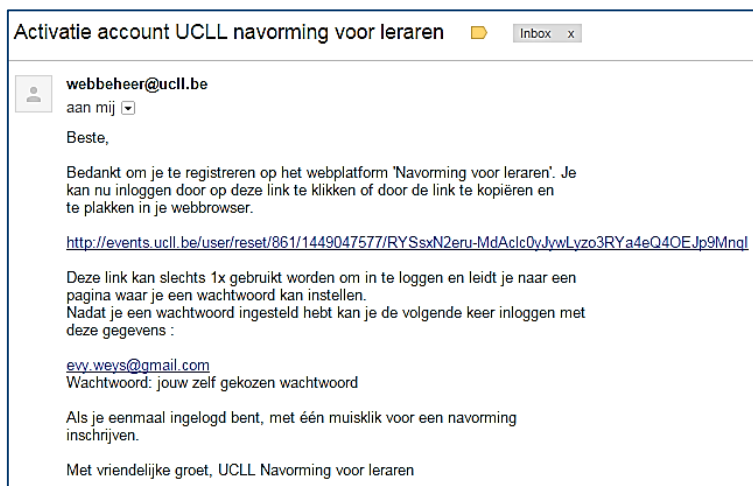 Activatie account UCLL navorming voor leraren Inbox x
webbeheer@ucll.be
aan mij
Beste,
Bedankt om je te registreren op het webplatform 'Navorming voor leraren'. Je
kan nu inloggen door op deze link te klikken of door de link te kopiëren en
te plakken in je webbrowser.
http://events.ucll.be/user/reset/861/1449047577/RYSsxN2eru-MdAclc0yJywLyzo3RYa4eQ4OEJp9MnqI
Deze link kan slechts 1x gebruikt worden om in te loggen en leidt je naar een
pagina waar je een wachtwoord kan instellen.
Nadat je een wachtwoord ingesteld hebt kan je de volgende keer inloggen met
deze gegevens :
evy.weys@gmail.com
Wachtwoord: jouw zelf gekozen wachtwoord
Als je eenmaal ingelogd bent, met één muisklik voor een navorming
inschrijven.
Met vriendelijke groet, UCLL Navorming voor leraren